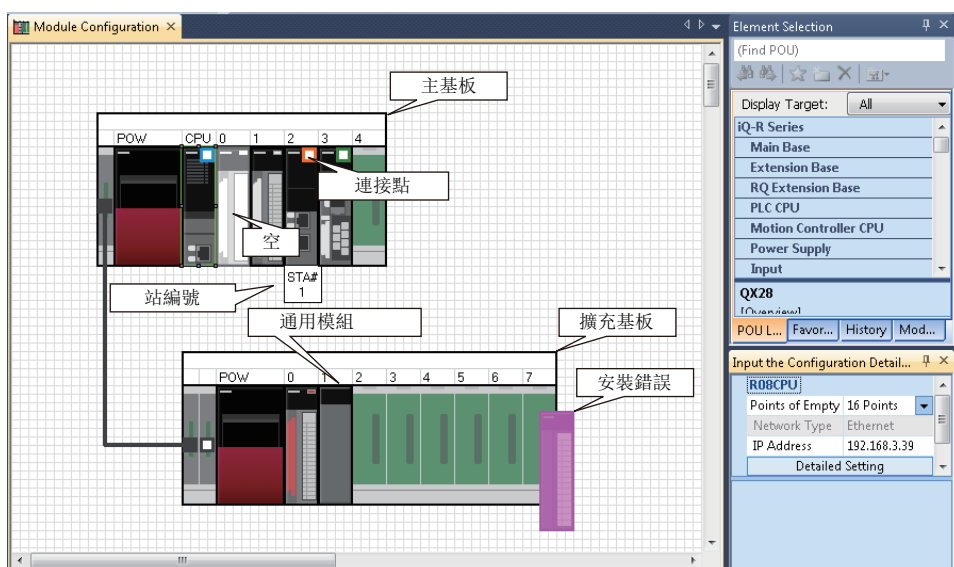 Module Configuration
主基板
POW CPU 0 1 2 3 4
連接點
空
STA#
1
站編號
通用模組
擴充基板
POW 0 1 2 3 4 5 6 7
安裝錯誤
Element Selection
(Find POU)
Display Target: All
iQ-R Series
Main Base
Extension Base
RQ Extension Base
PLC CPU
Motion Controller CPU
Power Supply
Input
QX28
[Overview]
POU L... Favor... History Mod...
Input the Configuration Detail...
R08CPU
Points of Empty 16 Points
Network Type Ethernet
IP Address 192.168.3.39
Detailed Setting